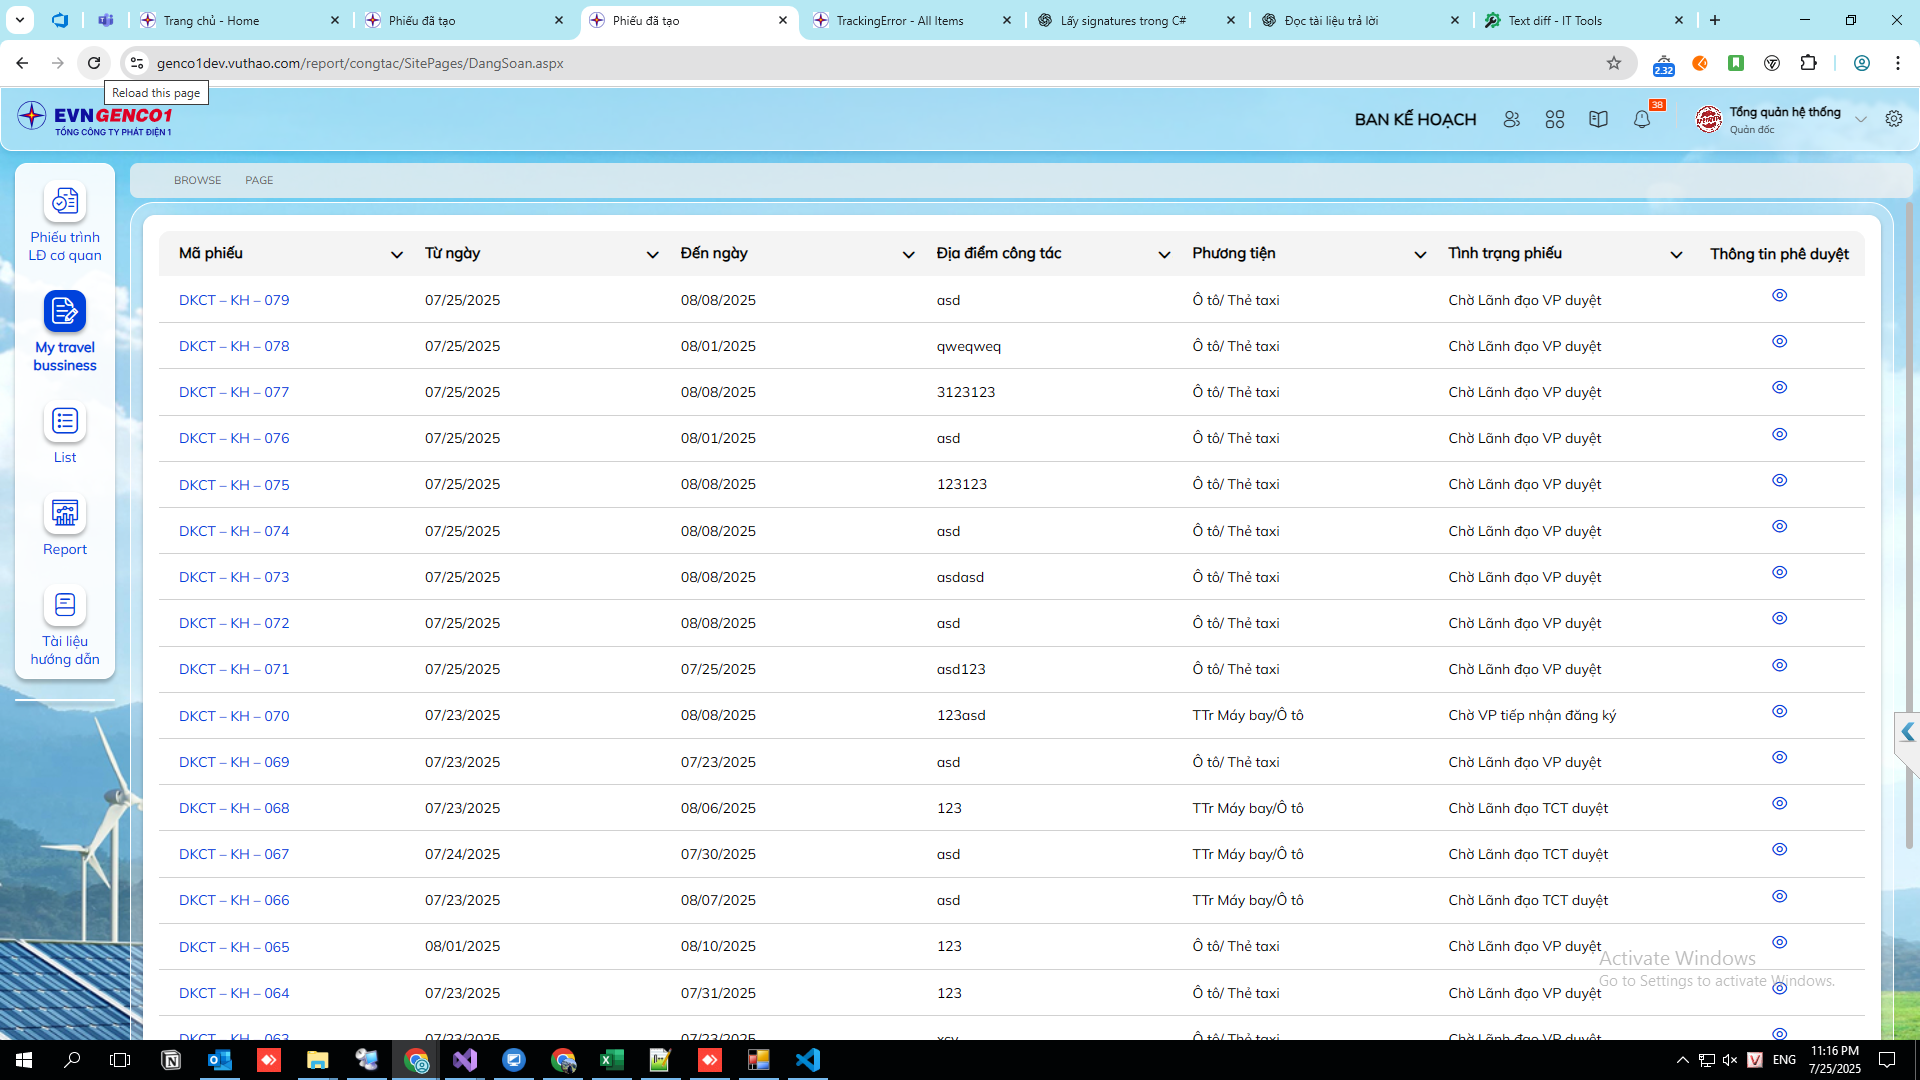 Trang chủ - Home
Phiếu đã tạo
Phiếu đã tạo
TrackingError - All Items
Lấy signatures trong C#
Đọc tài liệu trả lời
Text diff - IT Tools
genco1dev.vuthao.com/report/congtac/SitePages/DangSoan.aspx
2.32
Reload this page
EVNGENCO1
TỔNG CÔNG TY PHÁT ĐIỆN 1
BAN KẾ HOẠCH
38
Tổng quản hệ thống
Quản đốc
Phiếu trình
LĐ cơ quan
My travel
bussiness
List
Report
Tài liệu
hướng dẫn
BROWSE PAGE
Mã phiếu Từ ngày Đến ngày Địa điểm công tác Phương tiện Tình trạng phiếu Thông tin phê duyệt
DKCT – KH – 079 07/25/2025 08/08/2025 asd Ô tô/ Thẻ taxi Chờ Lãnh đạo VP duyệt
DKCT – KH – 078 07/25/2025 08/01/2025 qweqweq Ô tô/ Thẻ taxi Chờ Lãnh đạo VP duyệt
DKCT – KH – 077 07/25/2025 08/08/2025 3123123 Ô tô/ Thẻ taxi Chờ Lãnh đạo VP duyệt
DKCT – KH – 076 07/25/2025 08/01/2025 asd Ô tô/ Thẻ taxi Chờ Lãnh đạo VP duyệt
DKCT – KH – 075 07/25/2025 08/08/2025 123123 Ô tô/ Thẻ taxi Chờ Lãnh đạo VP duyệt
DKCT – KH – 074 07/25/2025 08/08/2025 asd Ô tô/ Thẻ taxi Chờ Lãnh đạo VP duyệt
DKCT – KH – 073 07/25/2025 08/08/2025 asdasd Ô tô/ Thẻ taxi Chờ Lãnh đạo VP duyệt
DKCT – KH – 072 07/25/2025 08/08/2025 asd Ô tô/ Thẻ taxi Chờ Lãnh đạo VP duyệt
DKCT – KH – 071 07/25/2025 07/25/2025 asd123 Ô tô/ Thẻ taxi Chờ Lãnh đạo VP duyệt
DKCT – KH – 070 07/23/2025 08/08/2025 123asd TTr Máy bay/Ô tô Chờ VP tiếp nhận đăng ký
DKCT – KH – 069 07/23/2025 07/23/2025 asd Ô tô/ Thẻ taxi Chờ Lãnh đạo VP duyệt
DKCT – KH – 068 07/23/2025 08/06/2025 123 TTr Máy bay/Ô tô Chờ Lãnh đạo TCT duyệt
DKCT – KH – 067 07/24/2025 07/30/2025 asd TTr Máy bay/Ô tô Chờ Lãnh đạo TCT duyệt
DKCT – KH – 066 07/23/2025 08/07/2025 asd TTr Máy bay/Ô tô Chờ Lãnh đạo TCT duyệt
DKCT – KH – 065 08/01/2025 08/10/2025 123 Ô tô/ Thẻ taxi Chờ Lãnh đạo VP duyệt
DKCT – KH – 064 07/23/2025 07/31/2025 123 Ô tô/ Thẻ taxi Chờ Lãnh đạo VP duyệt
DKCT – KH – 063 07/23/2025 07/23/2025 xcv Ô tô/ Thẻ taxi Chờ Lãnh đạo VP duyệt
Activate Windows
Go to Settings to activate Windows.
ENG
11:16 PM
7/25/2025